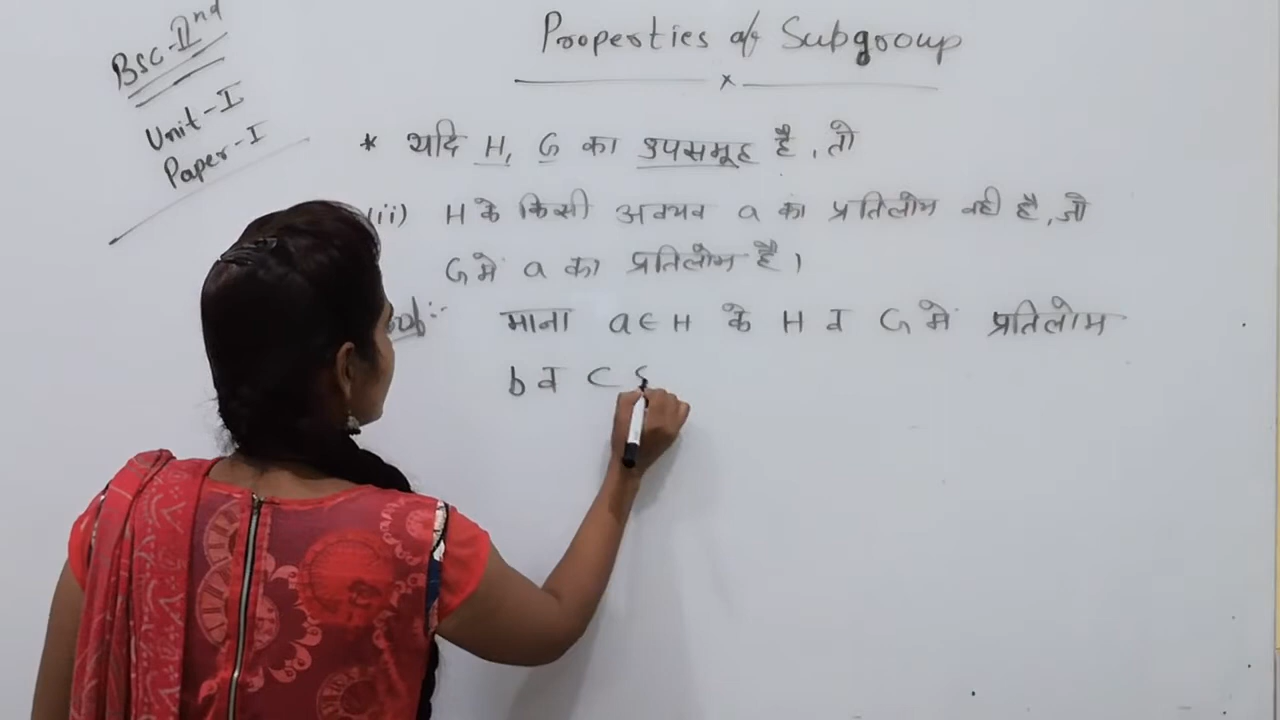 Bsc-IInd
Unit-I
Paper-I
Properties of Subgroup
* यदि H, G का उपसमूह है, तो
(ii) H के किसी अवयव a का प्रतिलोम वही है, जो
G में a का प्रतिलोम है।
माना a ∈ H के H व G में प्रतिलोम
b व c